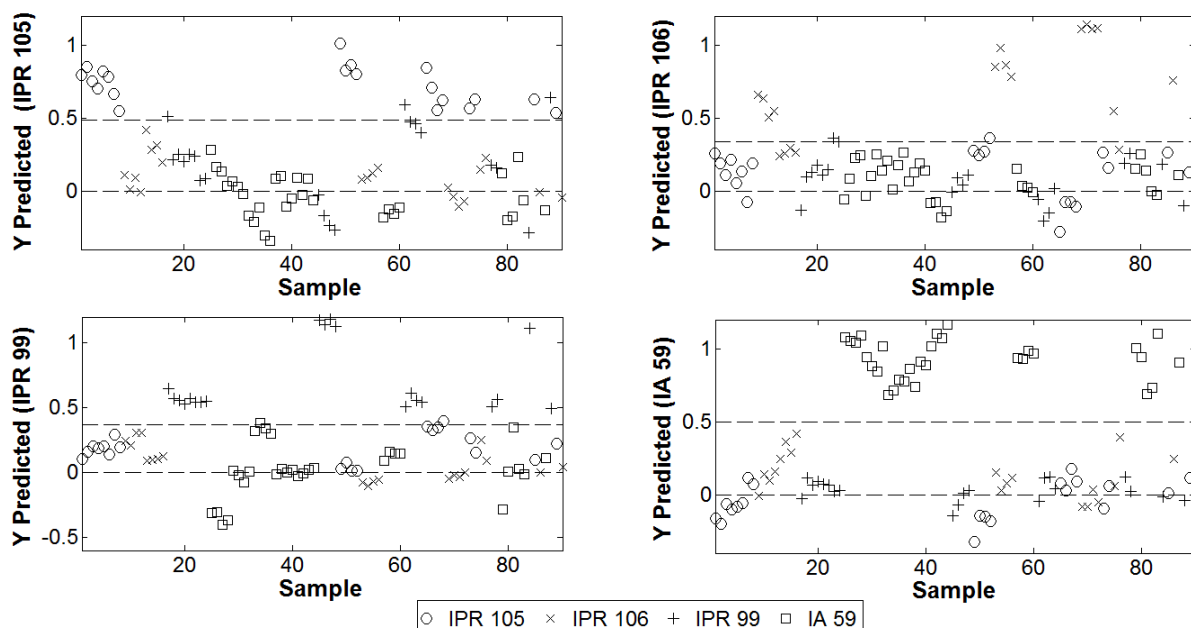 Y Predicted (IPR 105)
1
0.5
0
20 40 60 80
Sample
Y Predicted (IPR 106)
1
0.5
0
20 40 60 80
Sample
Y Predicted (IPR 99)
1
0.5
0
-0.5
20 40 60 80
Sample
Y Predicted (IA 59)
1
0.5
0
20 40 60 80
Sample
IPR 105 IPR 106 IPR 99 IA 59